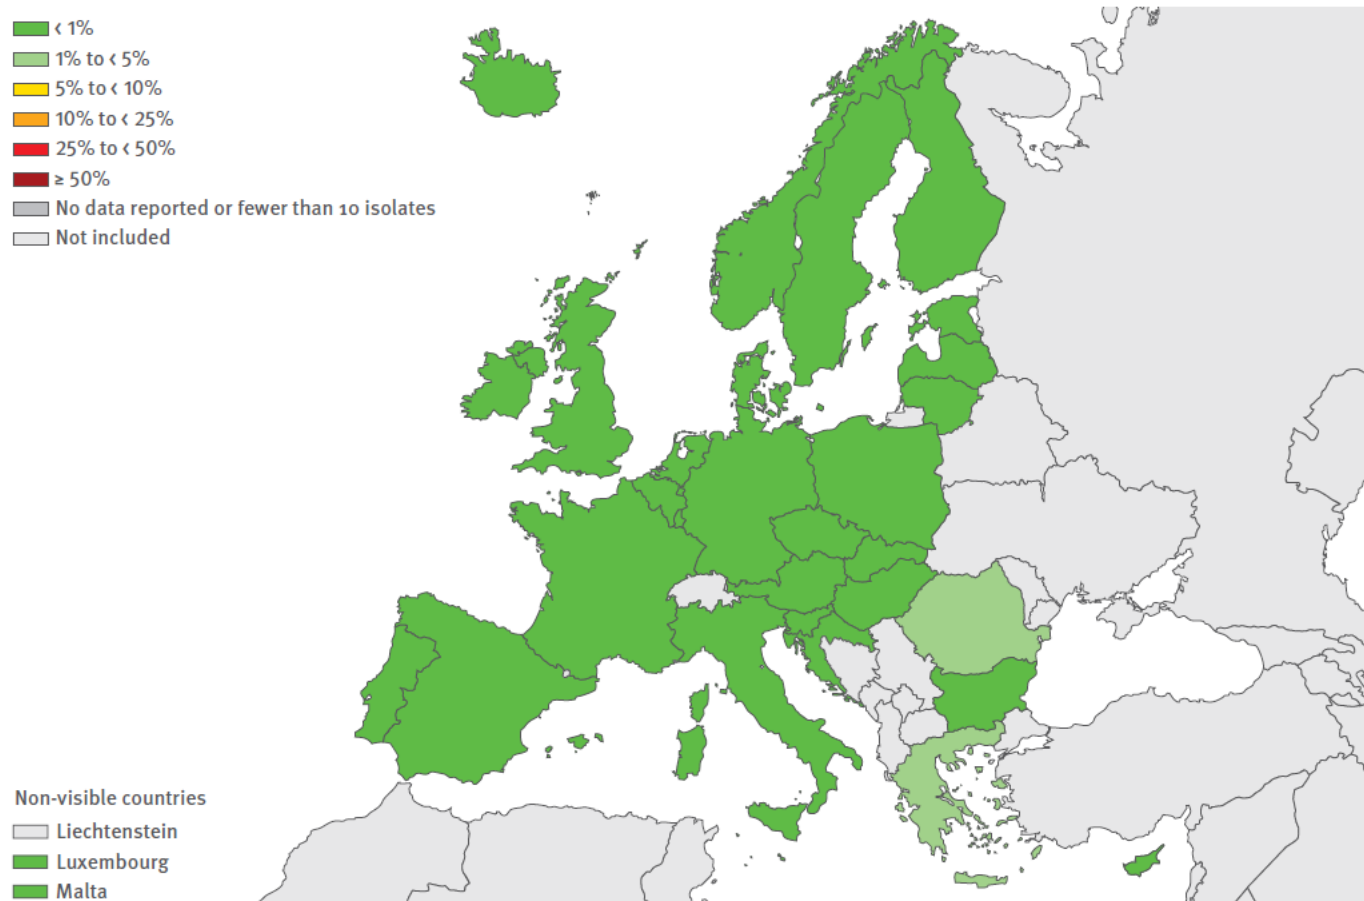 < 1%
1% to < 5%
5% to < 10%
10% to < 25%
25% to < 50%
≥ 50%
No data reported or fewer than 10 isolates
Not included
Non-visible countries
Liechtenstein
Luxembourg
Malta